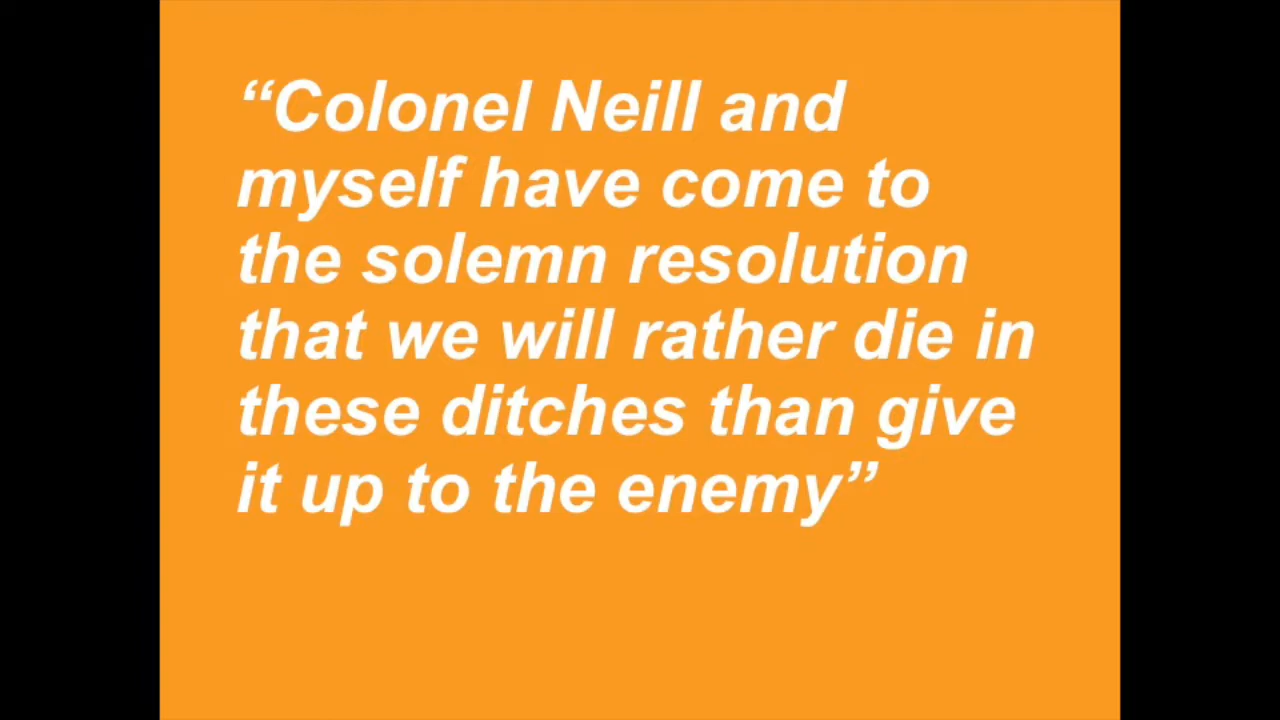 “Colonel Neill and
myself have come to
the solemn resolution
that we will rather die in
these ditches than give
it up to the enemy”